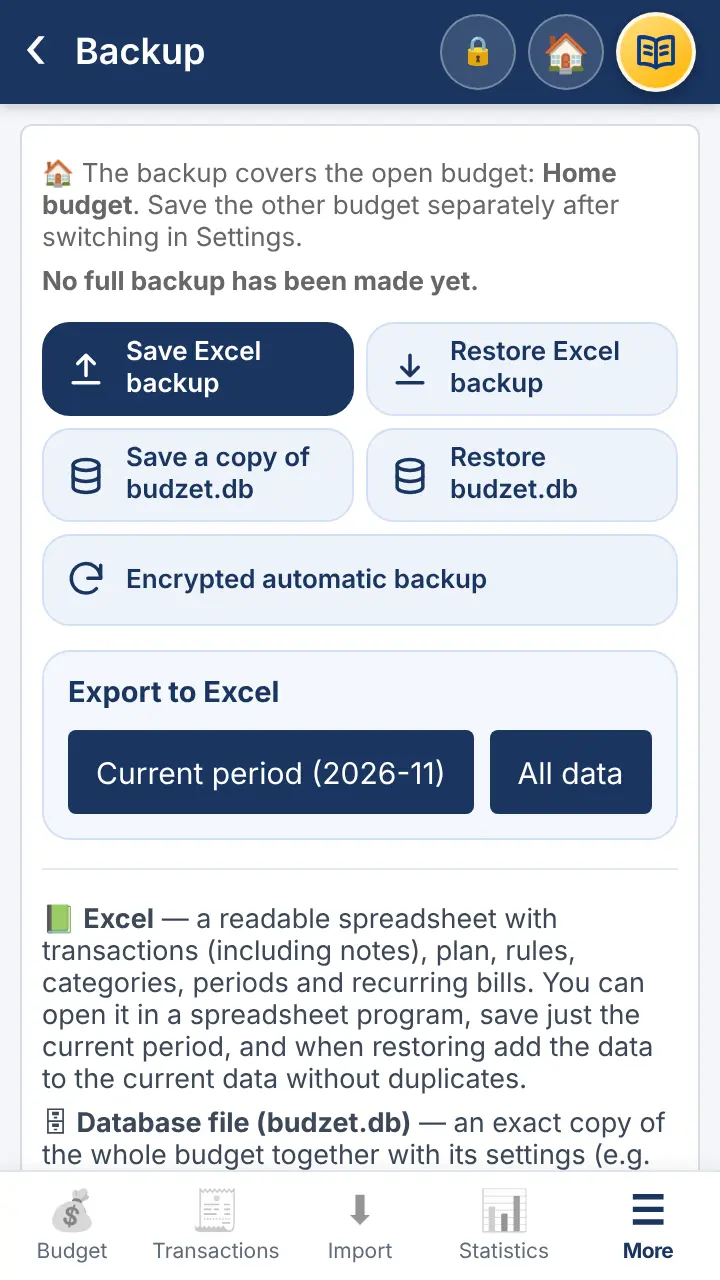 Backup
The backup covers the open budget: Home
budget. Save the other budget separately after
switching in Settings.
No full backup has been made yet.
Save Excel
backup
Restore Excel
backup
Save a copy of
budzet.db
Restore
budzet.db
Encrypted automatic backup
Export to Excel
Current period (2026-11)
All data
Excel — a readable spreadsheet with
transactions (including notes), plan, rules,
categories, periods and recurring bills. You can
open it in a spreadsheet program, save just the
current period, and when restoring add the data
to the current data without duplicates.
Database file (budzet.db) — an exact copy of
the whole budget together with its settings (e.g.
Budget
Transactions
Import
Statistics
More